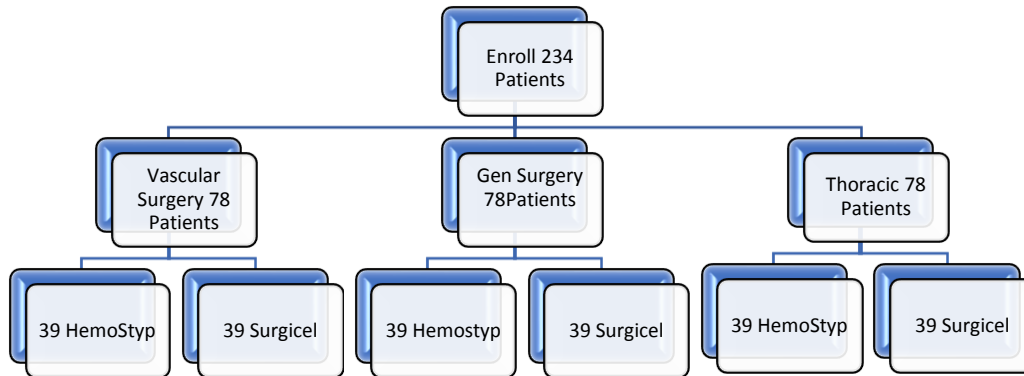 Enroll 234
Patients
Vascular
Surgery 78
Patients
Gen Surgery
78Patients
Thoracic 78
Patients
39 HemoStyp
39 Surgicel
39 Hemostyp
39 Surgicel
39 HemoStyp
39 Surgicel